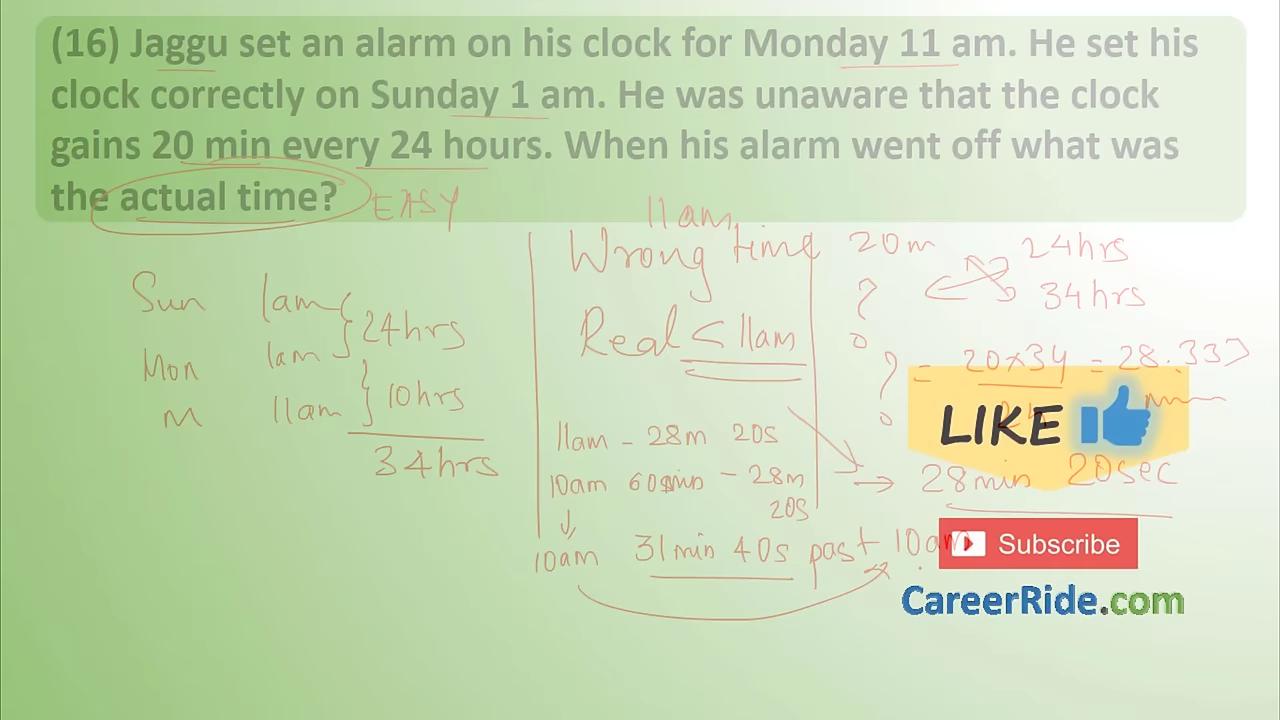 (16) Jaggu set an alarm on his clock for Monday 11 am. He set his
clock correctly on Sunday 1 am. He was unaware that the clock
gains 20 min every 24 hours. When his alarm went off what was
the actual time?
EASY
Sun 1am
24hrs
Mon 1am
10hrs
M 11am
34hrs
11am
Wrong time
Real < 11am
11am - 28m 20s
10am 60min - 28m
20s
10am 31min 40s past 10am
20m 24hrs
? 34hrs
? = 20x34 = 28.333
24
28min 20sec
LIKE
Subscribe
CareerRide.com